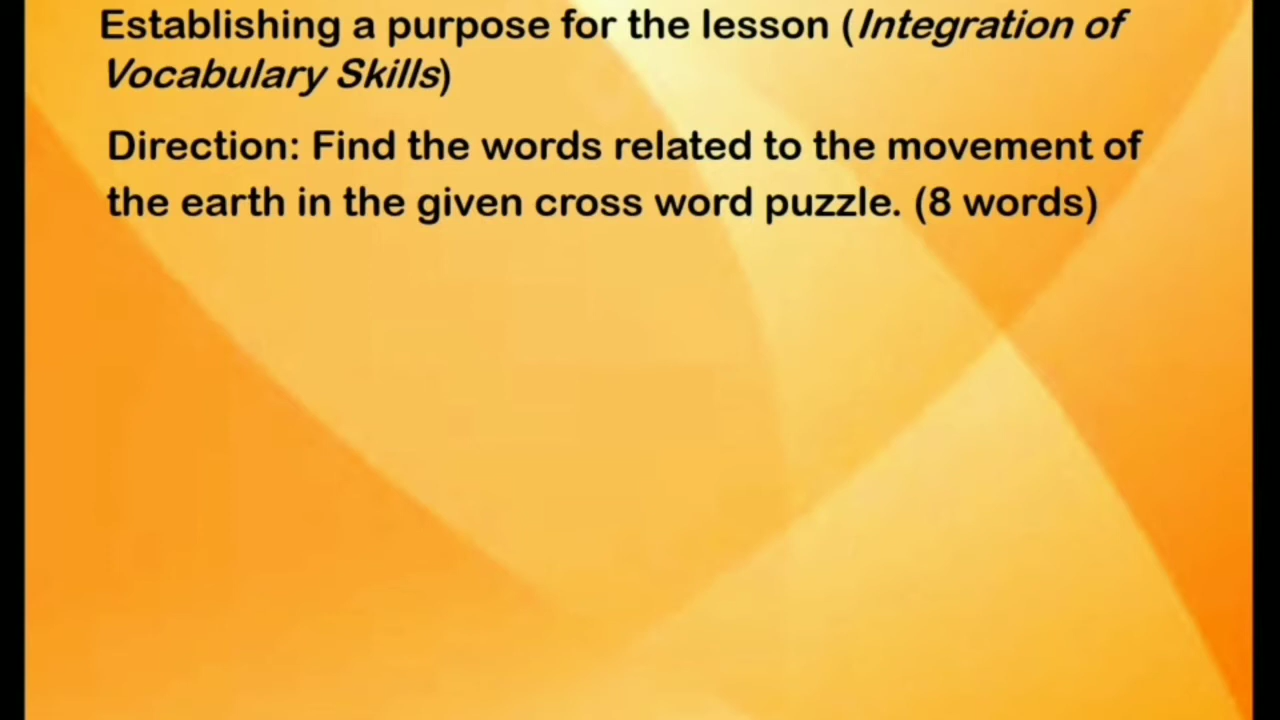 Establishing a purpose for the lesson (Integration of
Vocabulary Skills)
Direction: Find the words related to the movement of
the earth in the given cross word puzzle. (8 words)